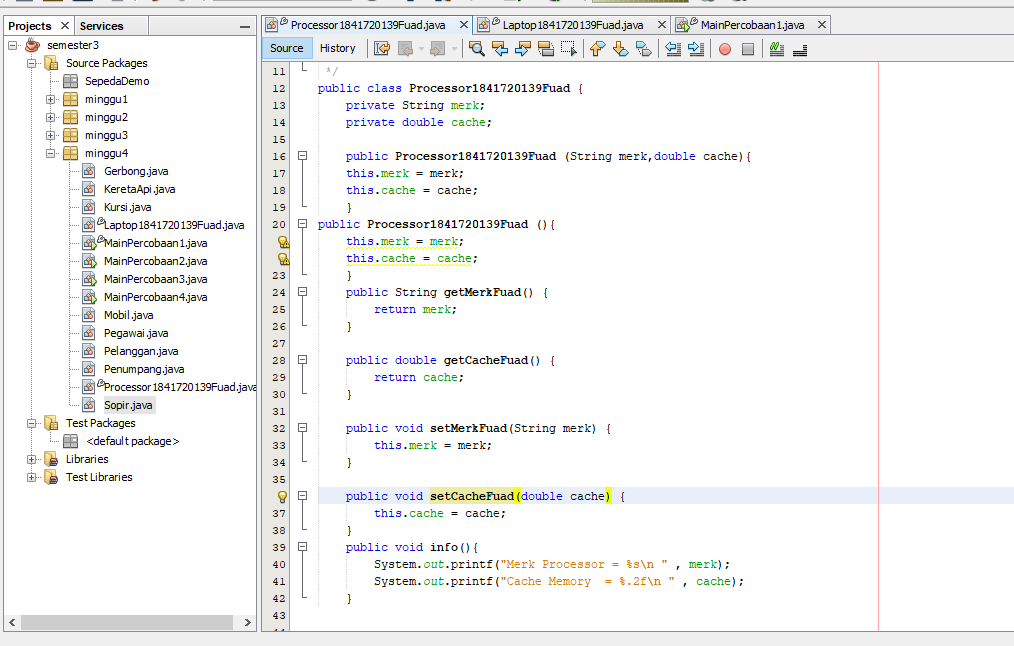 Projects
Services
semester3
Source Packages
SepedaDemo
minggu1
minggu2
minggu3
minggu4
Gerbong.java
KeretaApi.java
Kursi.java
Laptop1841720139Fuad.java
MainPercobaan1.java
MainPercobaan2.java
MainPercobaan3.java
MainPercobaan4.java
Mobil.java
Pegawai.java
Pelanggan.java
Penumpang.java
Processor1841720139Fuad.java
Sopir.java
Test Packages
<default package>
Libraries
Test Libraries
Processor1841720139Fuad.java
Laptop1841720139Fuad.java
MainPercobaan1.java
Source
History
11 */
12 public class Processor1841720139Fuad {
13 private String merk;
14 private double cache;
15
16 public Processor1841720139Fuad (String merk,double cache){
17 this.merk = merk;
18 this.cache = cache;
19 }
20 public Processor1841720139Fuad (){
this.merk = merk;
this.cache = cache;
23 }
24 public String getMerkFuad() {
25 return merk;
26 }
27
28 public double getCacheFuad() {
29 return cache;
30 }
31
32 public void setMerkFuad(String merk) {
33 this.merk = merk;
34 }
35
public void setCacheFuad(double cache) {
37 this.cache = cache;
38 }
39 public void info(){
40 System.out.printf("Merk Processor = %s\n " , merk);
41 System.out.printf("Cache Memory  = %.2f\n " , cache);
42 }
43